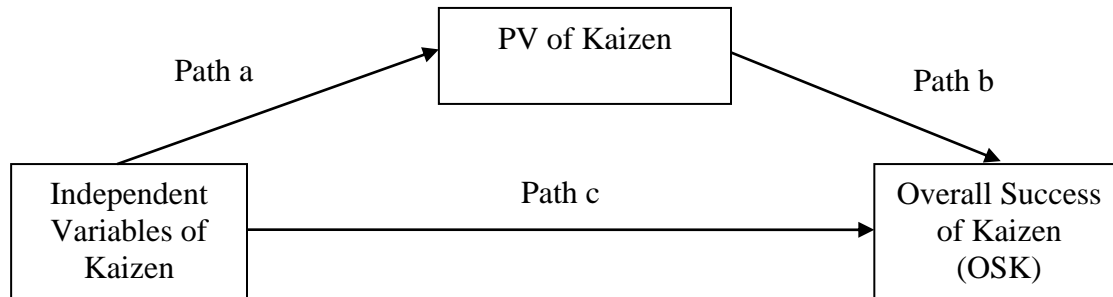 PV of Kaizen
Path a
Path b
Independent
Variables of
Kaizen
Path c
Overall Success
of Kaizen
(OSK)